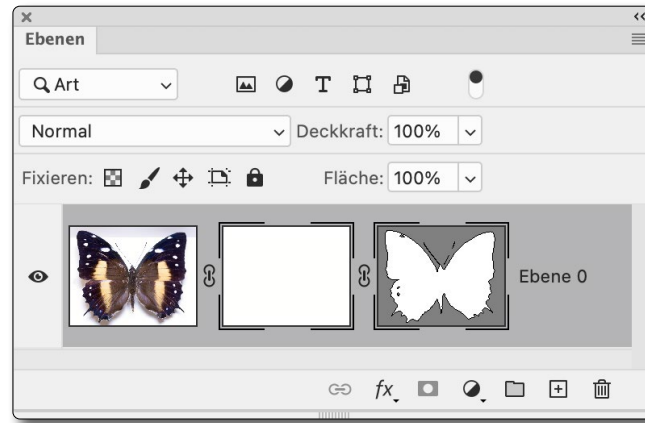 Ebenen
Art
Normal Deckkraft: 100%
Fixieren: Fläche: 100%
Ebene 0
fx